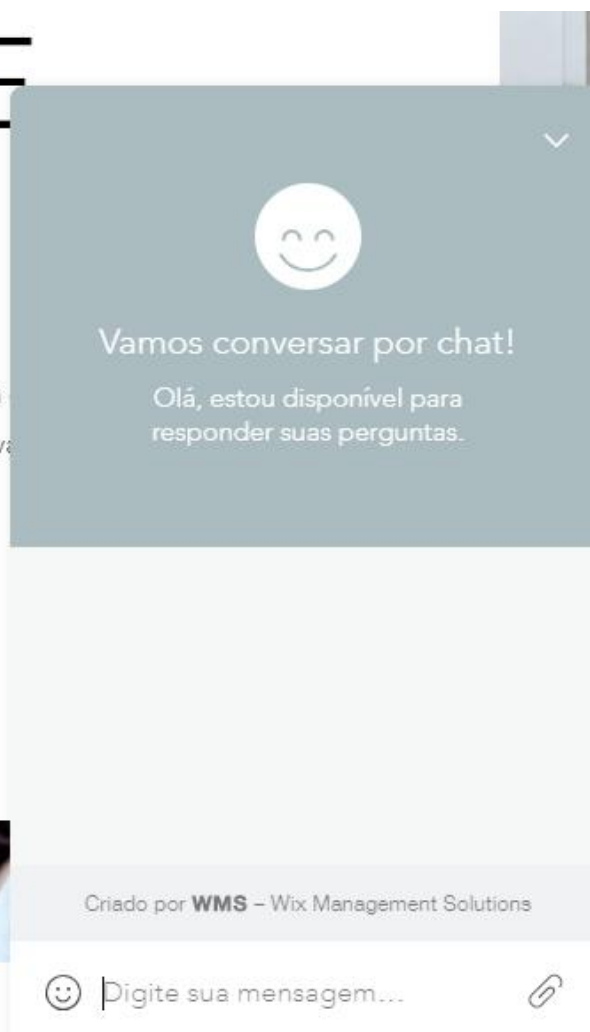 Vamos conversar por chat!
Olá, estou disponível para
responder suas perguntas.
Criado por WMS – Wix Management Solutions
Digite sua mensagem...